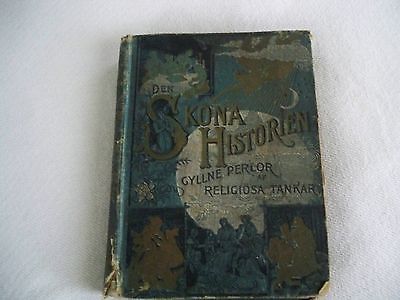 DEN
SKÖNA
HISTORIEN
GYLLNE PERLOR
AF
RELIGIÖSA TANKAR